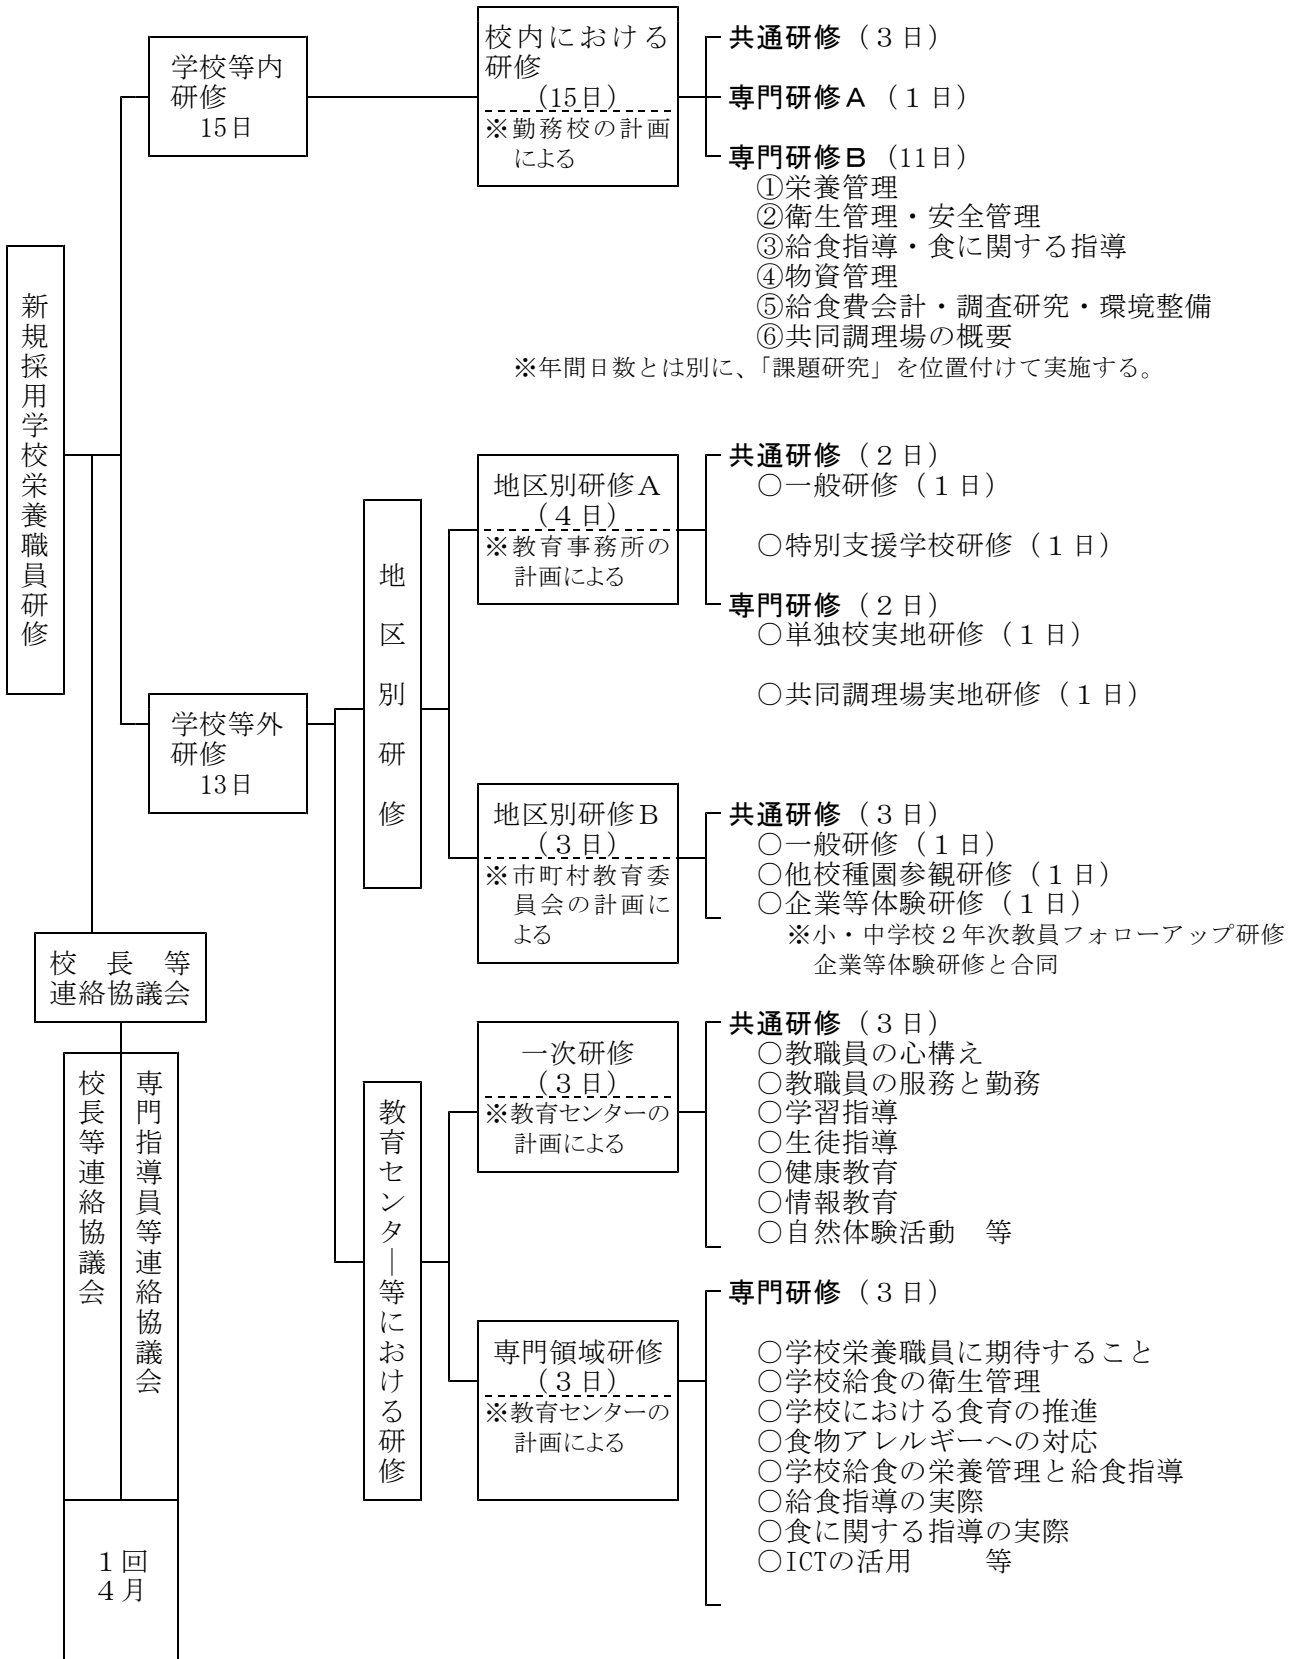 新規採用学校栄養職員研修
学校等内
研修
15日
校内における
研修
(15日)
※勤務校の計画
による
共通研修（３日）
専門研修Ａ（１日）
専門研修Ｂ（11日）
①栄養管理
②衛生管理・安全管理
③給食指導・食に関する指導
④物資管理
⑤給食費会計・調査研究・環境整備
⑥共同調理場の概要
※年間日数とは別に、「課題研究」を位置付けて実施する。
学校等外
研修
13日
地区別研修
地区別研修Ａ
（４日）
※教育事務所の
計画による
共通研修（２日）
○一般研修（１日）
○特別支援学校研修（１日）
専門研修（２日）
○単独校実地研修（１日）
○共同調理場実地研修（１日）
地区別研修Ｂ
（３日）
※市町村教育委
員会の計画に
よる
共通研修（３日）
○一般研修（１日）
○他校種園参観研修（１日）
○企業等体験研修（１日）
※小・中学校２年次教員フォローアップ研修
企業等体験研修と合同
教育センター等における研修
一次研修
（３日）
※教育センターの
計画による
共通研修（３日）
○教職員の心構え
○教職員の服務と勤務
○学習指導
○生徒指導
○健康教育
○情報教育
○自然体験活動　等
専門領域研修
（３日）
※教育センターの
計画による
専門研修（３日）
○学校栄養職員に期待すること
○学校給食の衛生管理
○学校における食育の推進
○食物アレルギーへの対応
○学校給食の栄養管理と給食指導
○給食指導の実際
○食に関する指導の実際
○ICTの活用　　等
校　長　等
連絡協議会
専門指導員等連絡協議会
校長等連絡協議会
１回
４月